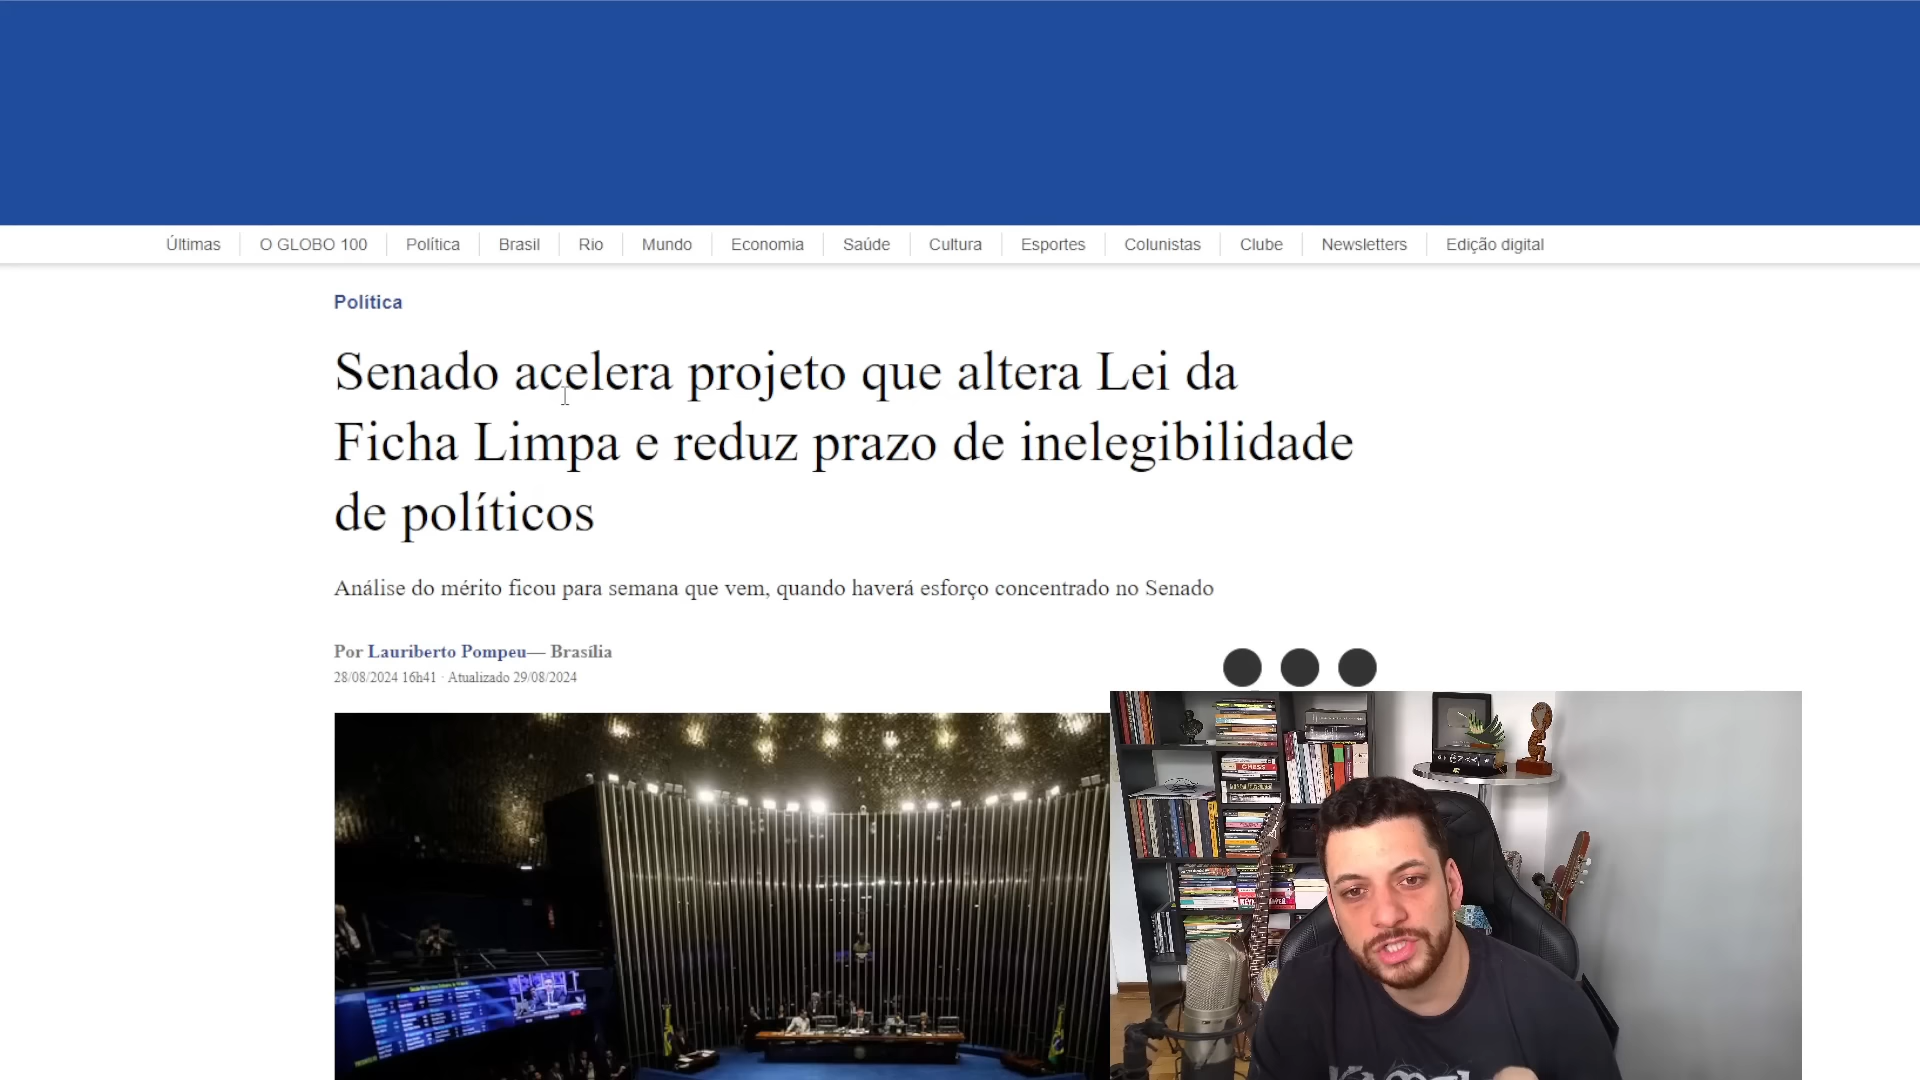 Últimas O GLOBO 100 Política Brasil Rio Mundo Economia Saúde Cultura Esportes Colunistas Clube Newsletters Edição digital
Política
Senado acelera projeto que altera Lei da
Ficha Limpa e reduz prazo de inelegibilidade
de políticos
Análise do mérito ficou para semana que vem, quando haverá esforço concentrado no Senado
Por Lauriberto Pompeu— Brasília
28/08/2024 16h41 · Atualizado 29/08/2024
CHESS